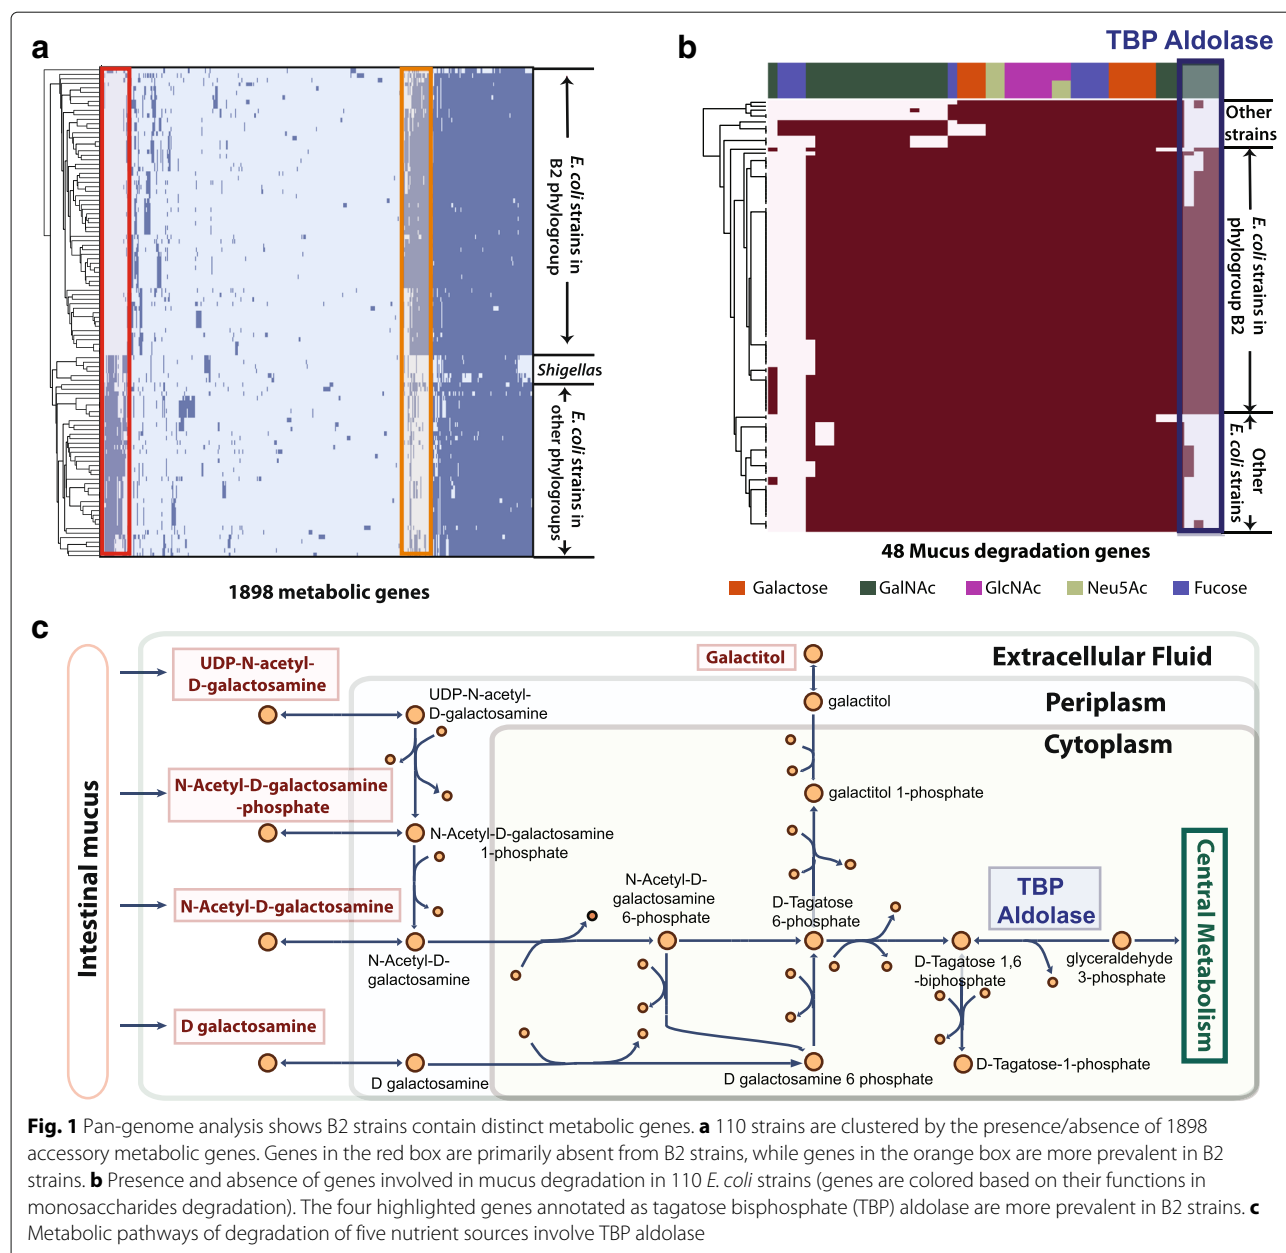 a
E. coli strains in
B2 phylogroup
Shigellas
E. coli strains in
other phylogroups
1898 metabolic genes
b
TBP Aldolase
Other
strains
E. coli strains in
phylogroup B2
Other
E. coli strains
48 Mucus degradation genes
Galactose
GalNAc
GlcNAc
Neu5Ac
Fucose
c
Intestinal mucus
UDP-N-acetyl-
D-galactosamine
N-Acetyl-D-galactosamine
-phosphate
N-Acetyl-D-galactosamine
D galactosamine
UDP-N-acetyl-
D-galactosamine
N-Acetyl-D-galactosamine
1-phosphate
N-Acetyl-D-
galactosamine
D galactosamine
Galactitol
Extracellular Fluid
galactitol
Periplasm
Cytoplasm
galactitol 1-phosphate
N-Acetyl-D-
galactosamine
6-phosphate
D-Tagatose
6-phosphate
TBP
Aldolase
D-Tagatose 1,6
-biphosphate
glyceraldehyde
3-phosphate
D-Tagatose-1-phosphate
D galactosamine 6 phosphate
Central Metabolism
Fig. 1 Pan-genome analysis shows B2 strains contain distinct metabolic genes. a 110 strains are clustered by the presence/absence of 1898
accessory metabolic genes. Genes in the red box are primarily absent from B2 strains, while genes in the orange box are more prevalent in B2
strains. b Presence and absence of genes involved in mucus degradation in 110 E. coli strains (genes are colored based on their functions in
monosaccharides degradation). The four highlighted genes annotated as tagatose bisphosphate (TBP) aldolase are more prevalent in B2 strains. c
Metabolic pathways of degradation of five nutrient sources involve TBP aldolase